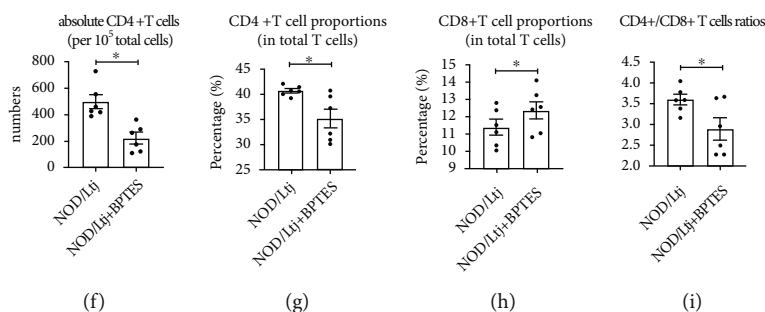 absolute CD4 +T cells
(per 10⁵ total cells)
*
numbers
800
600
400
200
0
NOD/Ltj
NOD/Ltj+BPTES
(f)
CD4 +T cell proportions
(in total T cells)
*
Percentage (%)
45
40
35
30
25
NOD/Ltj
NOD/Ltj+BPTES
(g)
CD8+T cell proportions
(in total T cells)
*
Percentage (%)
16
15
14
13
12
11
10
9
NOD/Ltj
NOD/Ltj+BPTES
(h)
CD4+/CD8+ T cells ratios
*
4.5
4.0
3.5
3.0
2.5
2.0
NOD/Ltj
NOD/Ltj+BPTES
(i)